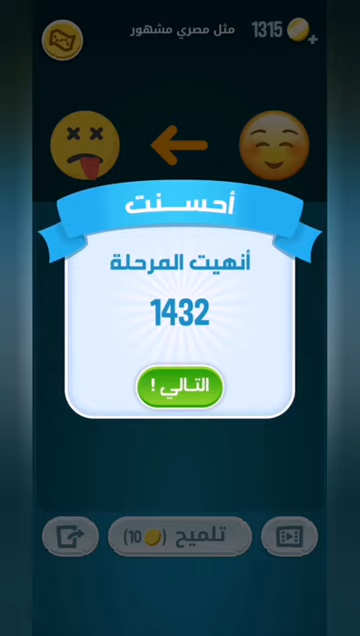 مثل مصري مشهور
1315
أحسنت
أنهيت المرحلة
1432
التالي !
تلميح (10)